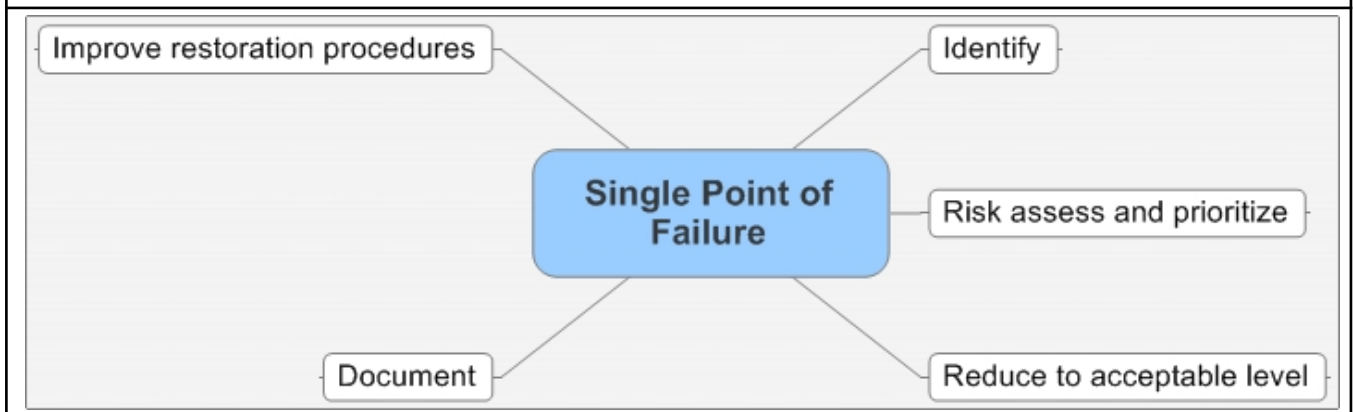 Improve restoration procedures
Identify
Single Point of
Failure
Risk assess and prioritize
Document
Reduce to acceptable level